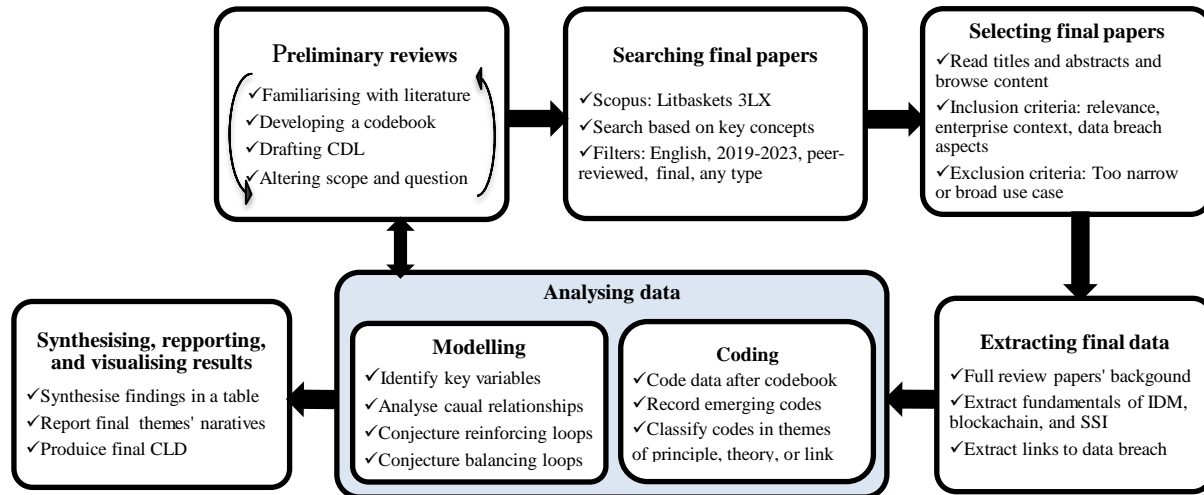 Preliminary reviews
✓Familiarising with literature
✓Developing a codebook
✓Drafting CDL
✓Altering scope and question
Searching final papers
✓Scopus: Litbaskets 3LX
✓Search based on key concepts
✓Filters: English, 2019-2023, peer-
reviewed, final, any type
Selecting final papers
✓Read titles and abstracts and
browse content
✓Inclusion criteria: relevance,
enterprise context, data breach
aspects
✓Exclusion criteria: Too narrow
or broad use case
Extracting final data
✓Full review papers' backgound
✓Extract fundamentals of IDM,
blockchain, and SSI
✓Extract links to data breach
Analysing data
Coding
✓Code data after codebook
✓Record emerging codes
✓Classify codes in themes
of principle, theory, or link
Modelling
✓Identify key variables
✓Analyse caual relationships
✓Conjecture reinforcing loops
✓Conjecture balancing loops
Synthesising, repporting,
and visualising results
✓Synthesise findings in a table
✓Report final themes' naratives
✓Produice final CLD